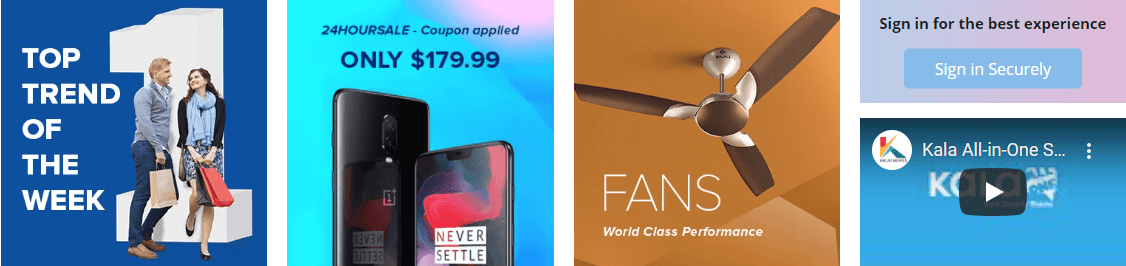 TOP
TREND
OF
THE
WEEK
24HOURSALE - Coupon applied
ONLY $179.99
NEVER
SETTLE
FANS
World Class Performance
Sign in for the best experience
Sign in Securely
Kala All-in-One S...
Kala